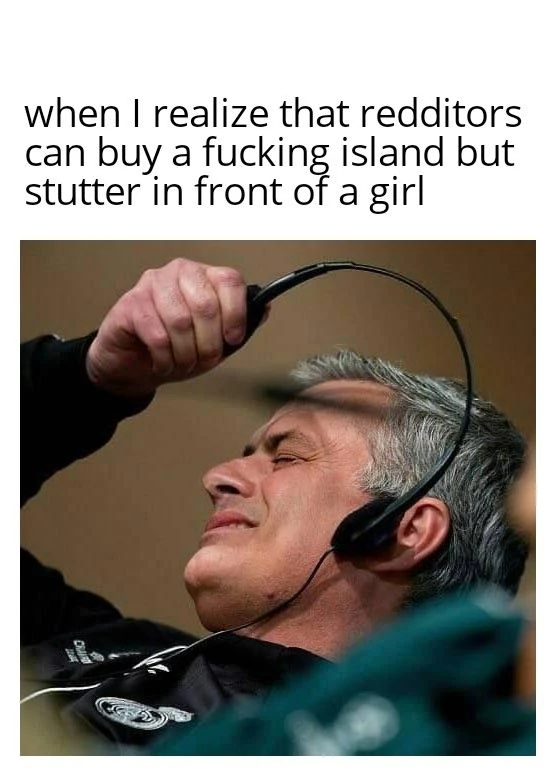 when I realize that redditors
can buy a fucking island but
stutter in front of a girl